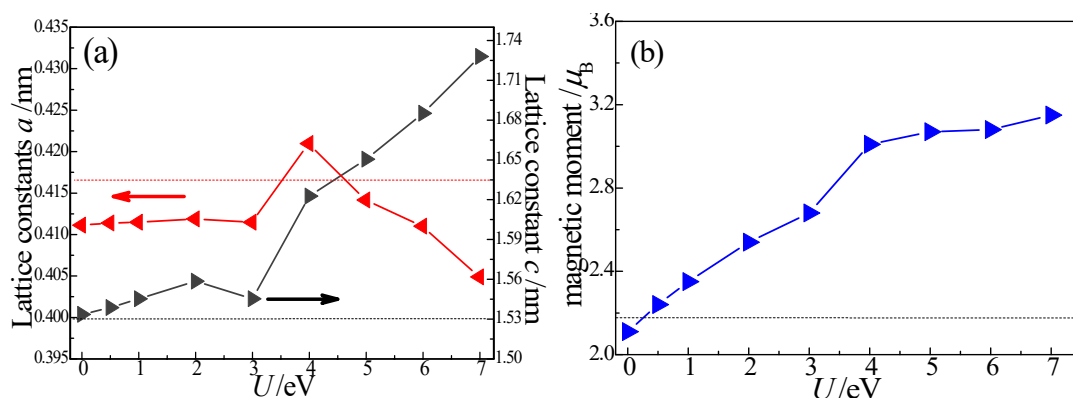 (a)
Lattice constants a /nm
0.435
0.430
0.425
0.420
0.415
0.410
0.405
0.400
0.395
0 1 2 3 4 5 6 7
U/eV
1.74
1.71
1.68
1.65
1.62
1.59
1.56
1.53
1.50
Lattice constant c /nm
(b)
magnetic moment /μB
3.6
3.2
2.8
2.4
2.0
0 1 2 3 4 5 6 7
U/eV